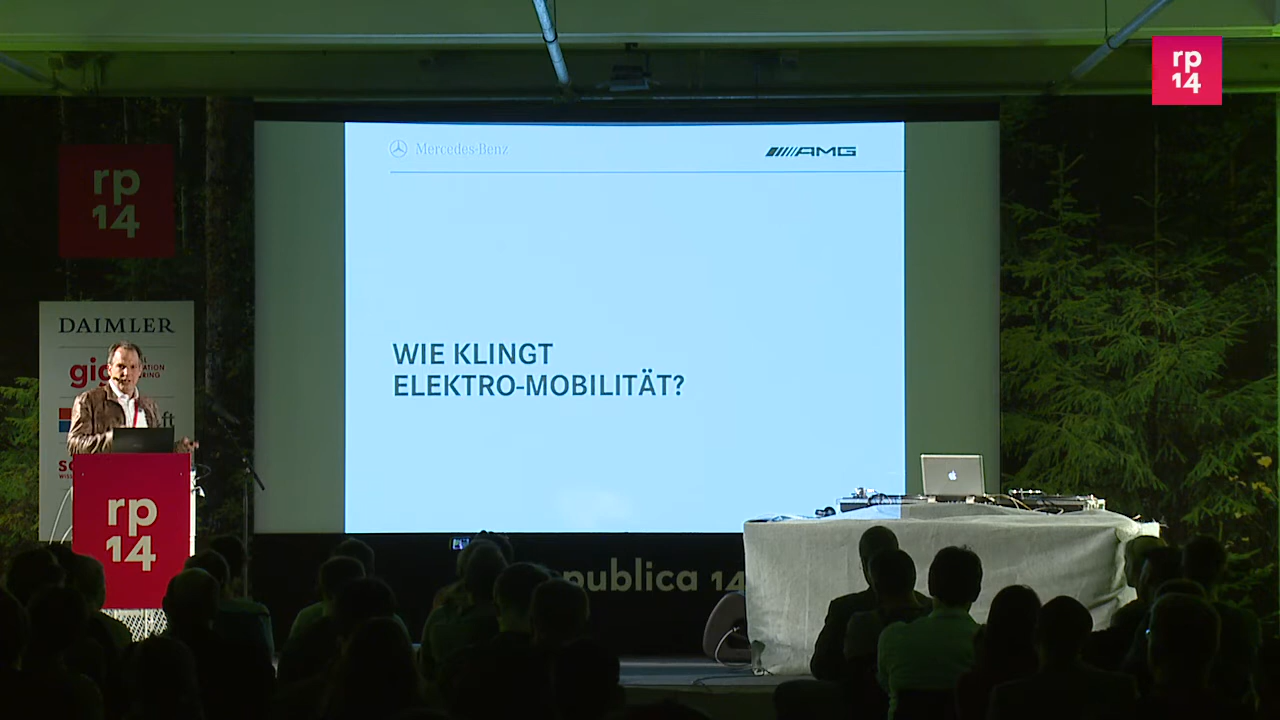 rp
14
Mercedes-Benz
AMG
rp
14
DAIMLER
WIE KLINGT
ELEKTRO-MOBILITÄT?
rp
14
publica 14